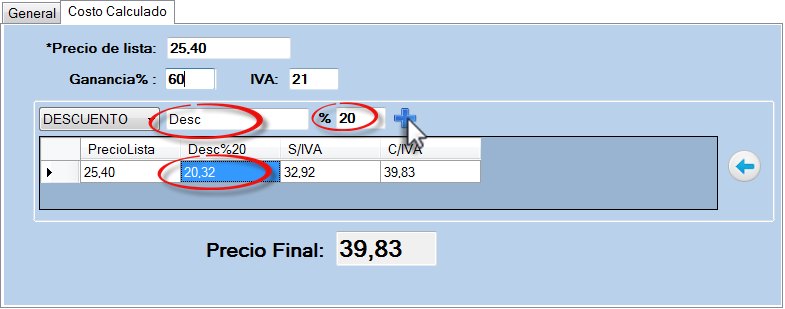 General Costo Calculado
*Precio de lista: 25,40
Ganancia% : 60 IVA: 21
DESCUENTO Desc % 20
PrecioLista Desc%20 S/IVA C/IVA
25,40 20,32 32,92 39,83
Precio Final: 39,83